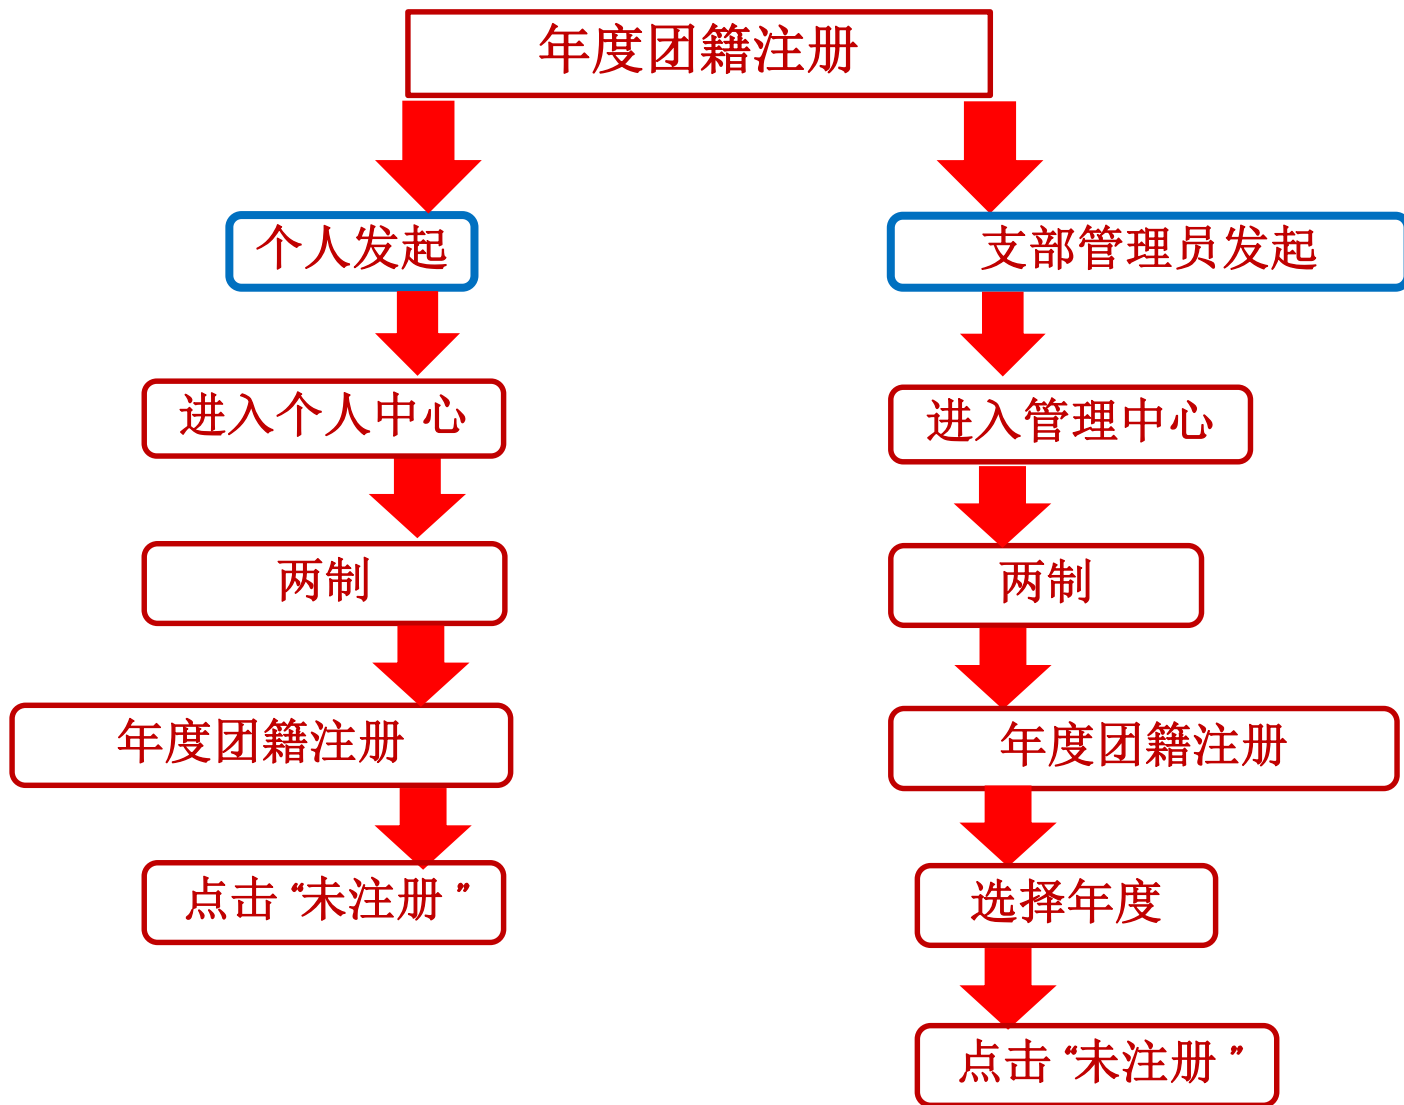 年度团籍注册
个人发起
支部管理员发起
进入个人中心
进入管理中心
两制
两制
年度团籍注册
年度团籍注册
点击“未注册”
选择年度
点击“未注册”